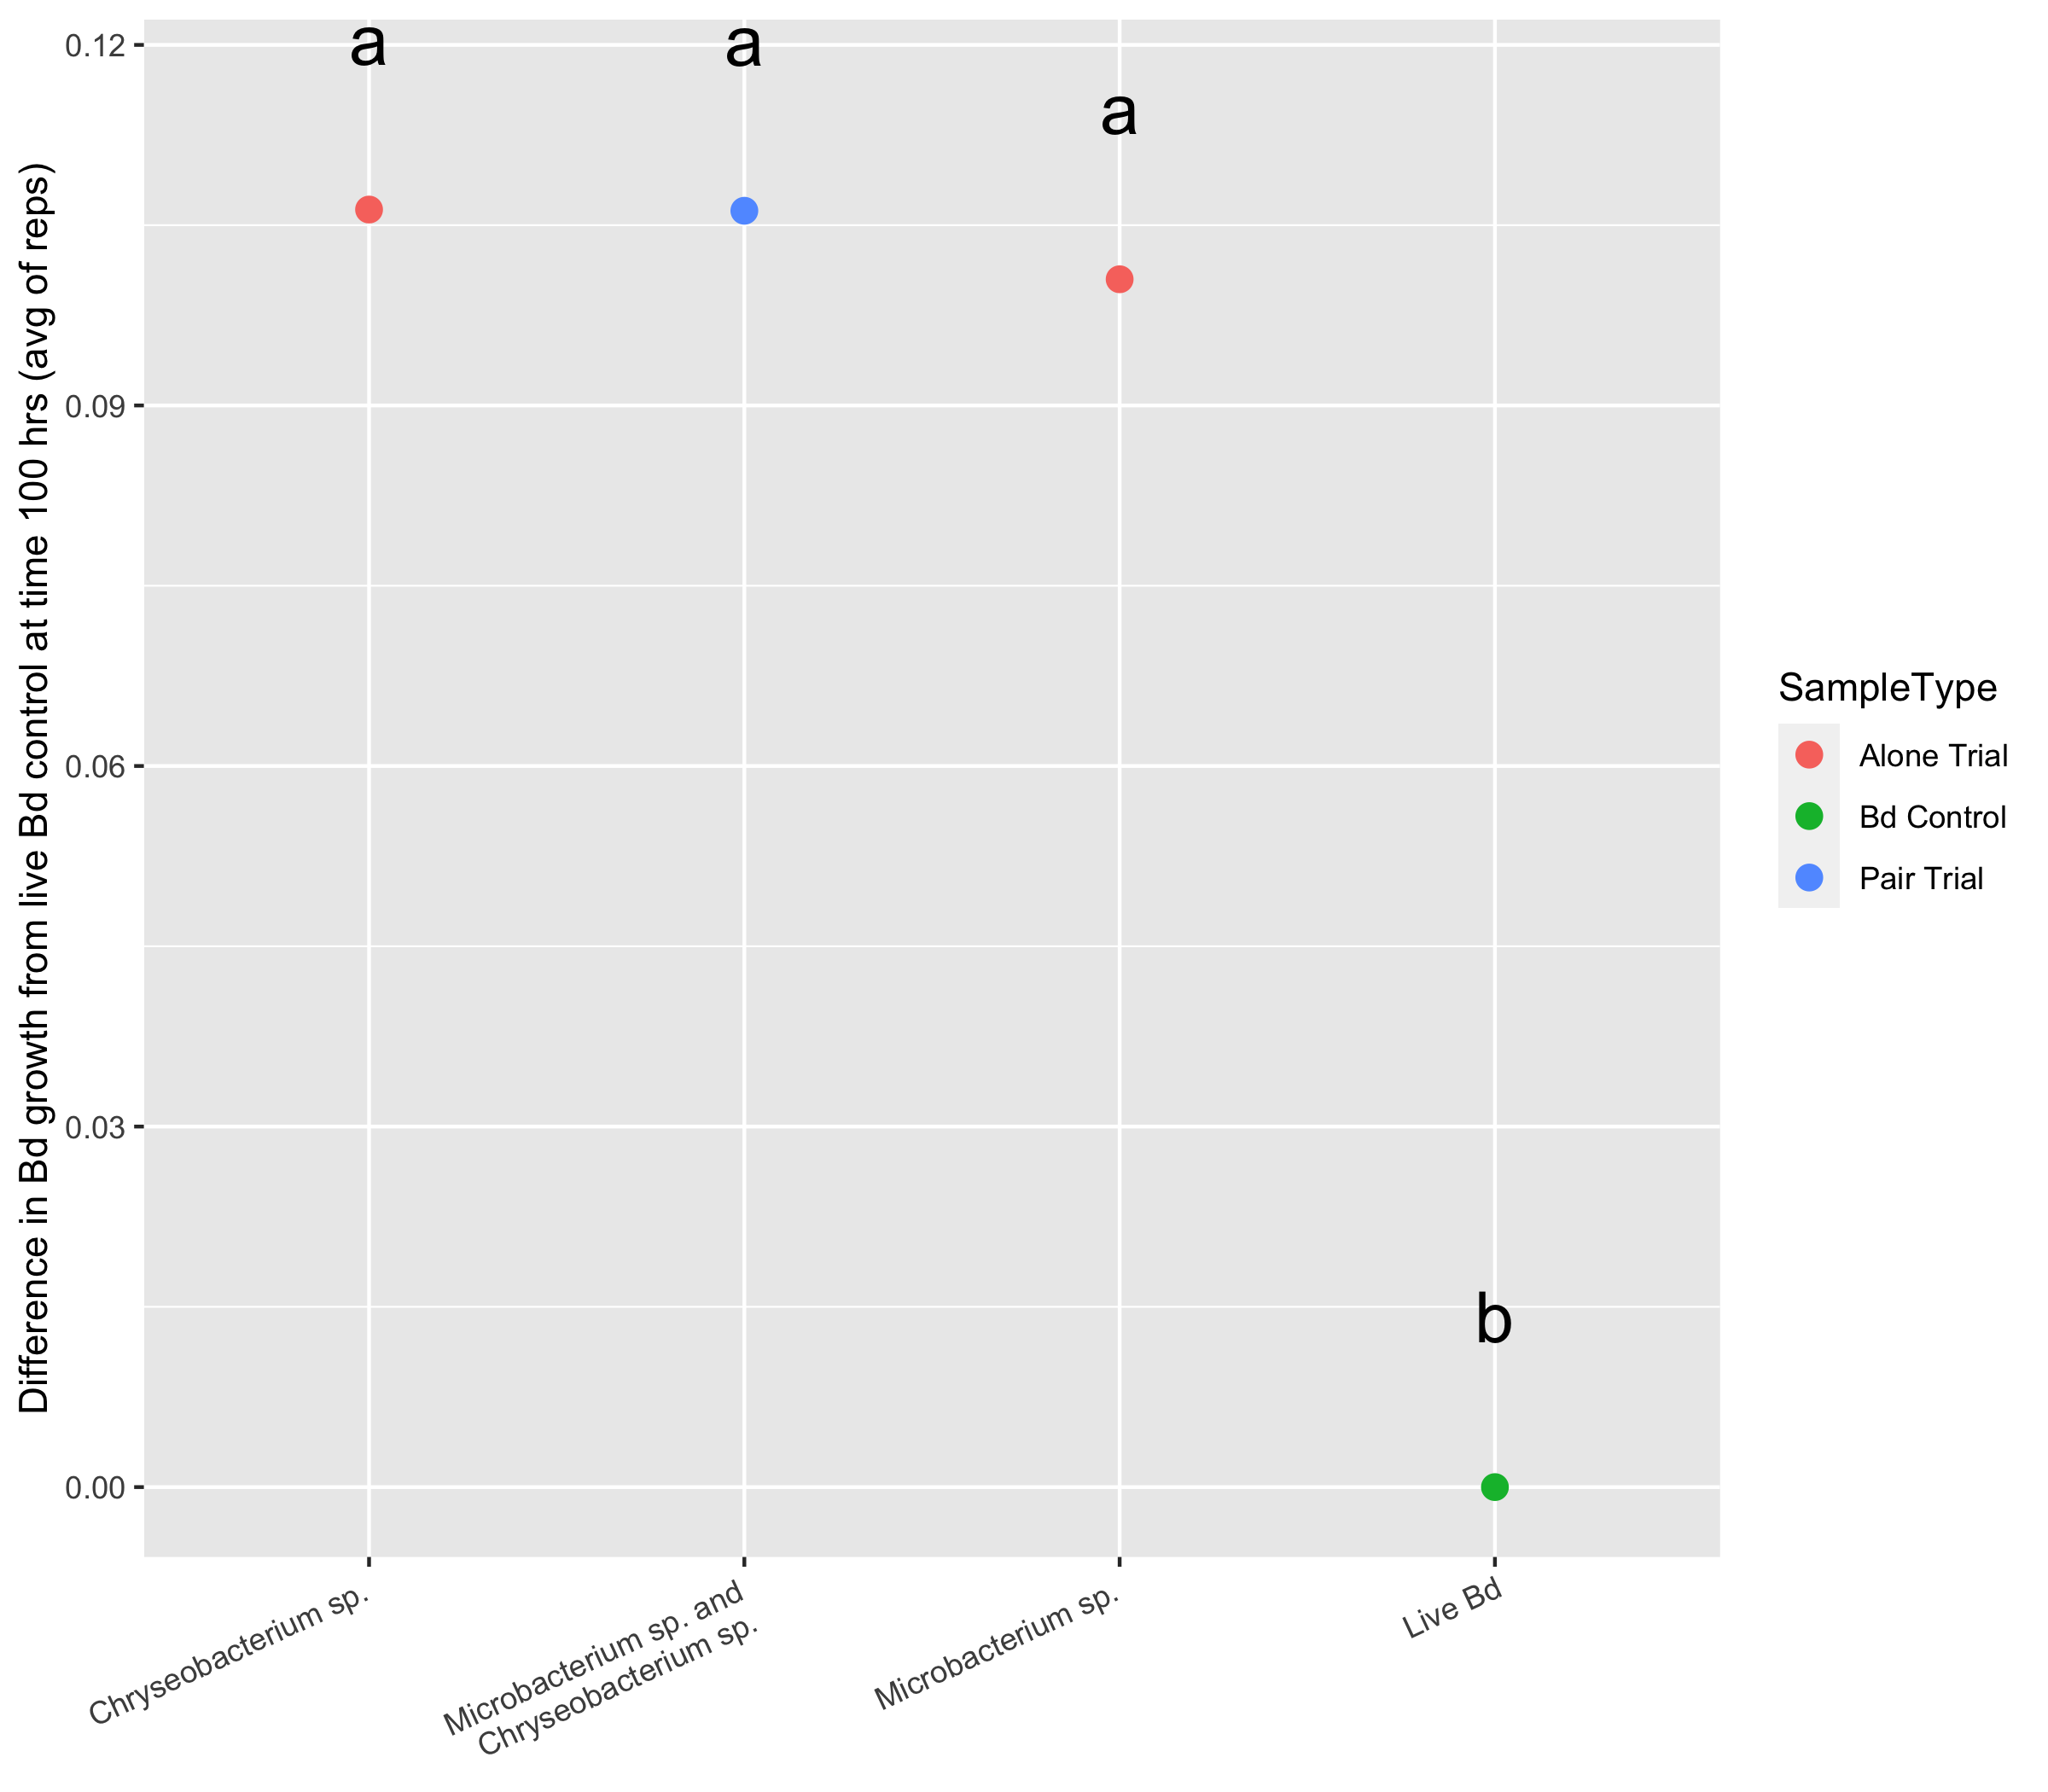 Difference in Bd growth from live Bd control at time 100 hrs (avg of reps)
0.12
0.09
0.06
0.03
0.00
a
a
a
b
Chryseobacterium sp.
Microbacterium sp. and
Chryseobacterium sp.
Microbacterium sp.
Live Bd
SampleType
Alone Trial
Bd Control
Pair Trial